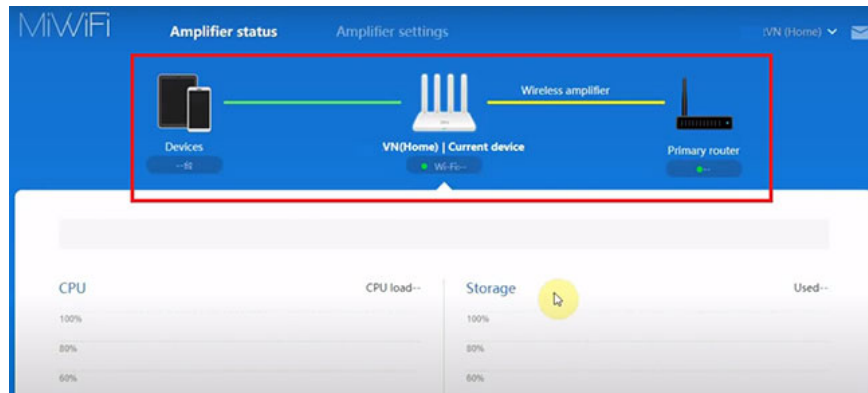 MiWiFi Amplifier status Amplifier settings VN (Home)
Wireless amplifier
Devices VN(Home) | Current device Primary router
Wi-Fi-- --
CPU CPU load-- Storage Used--
100% 100%
80% 80%
60% 60%